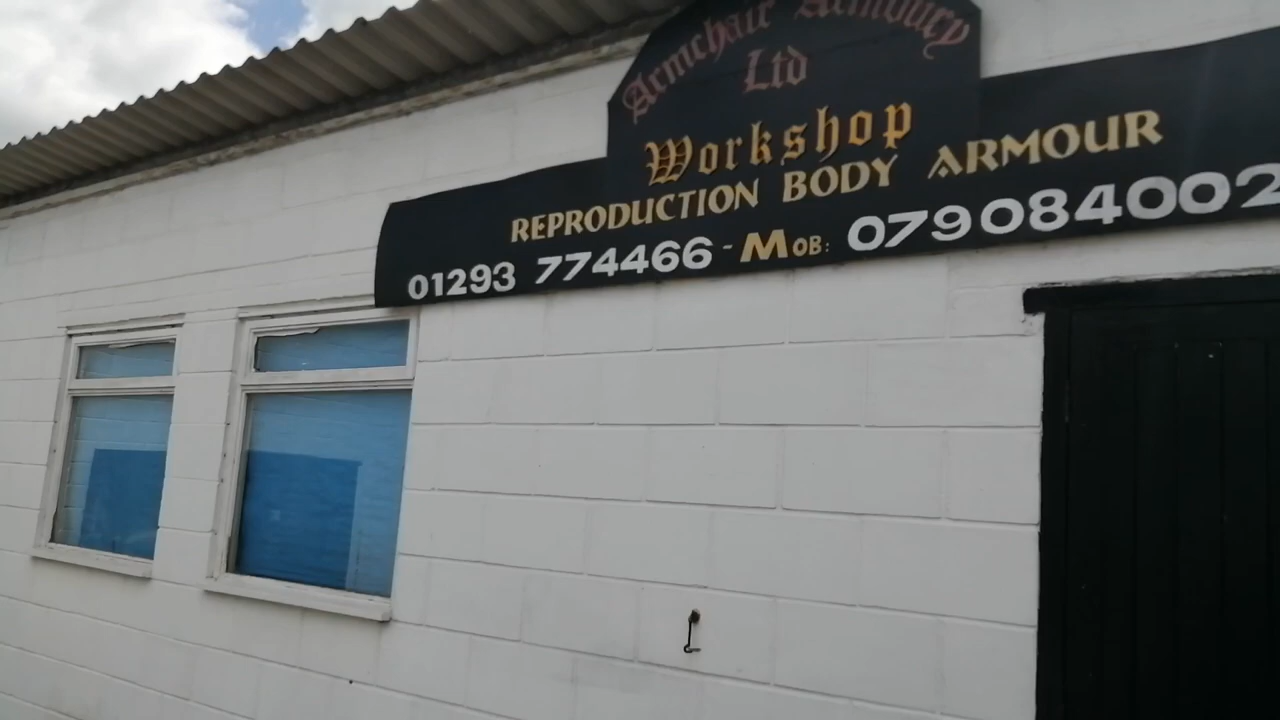 Armchair Armoury
Ltd
Workshop
REPRODUCTION BODY ARMOUR
01293 774466 - MOB: 079084002